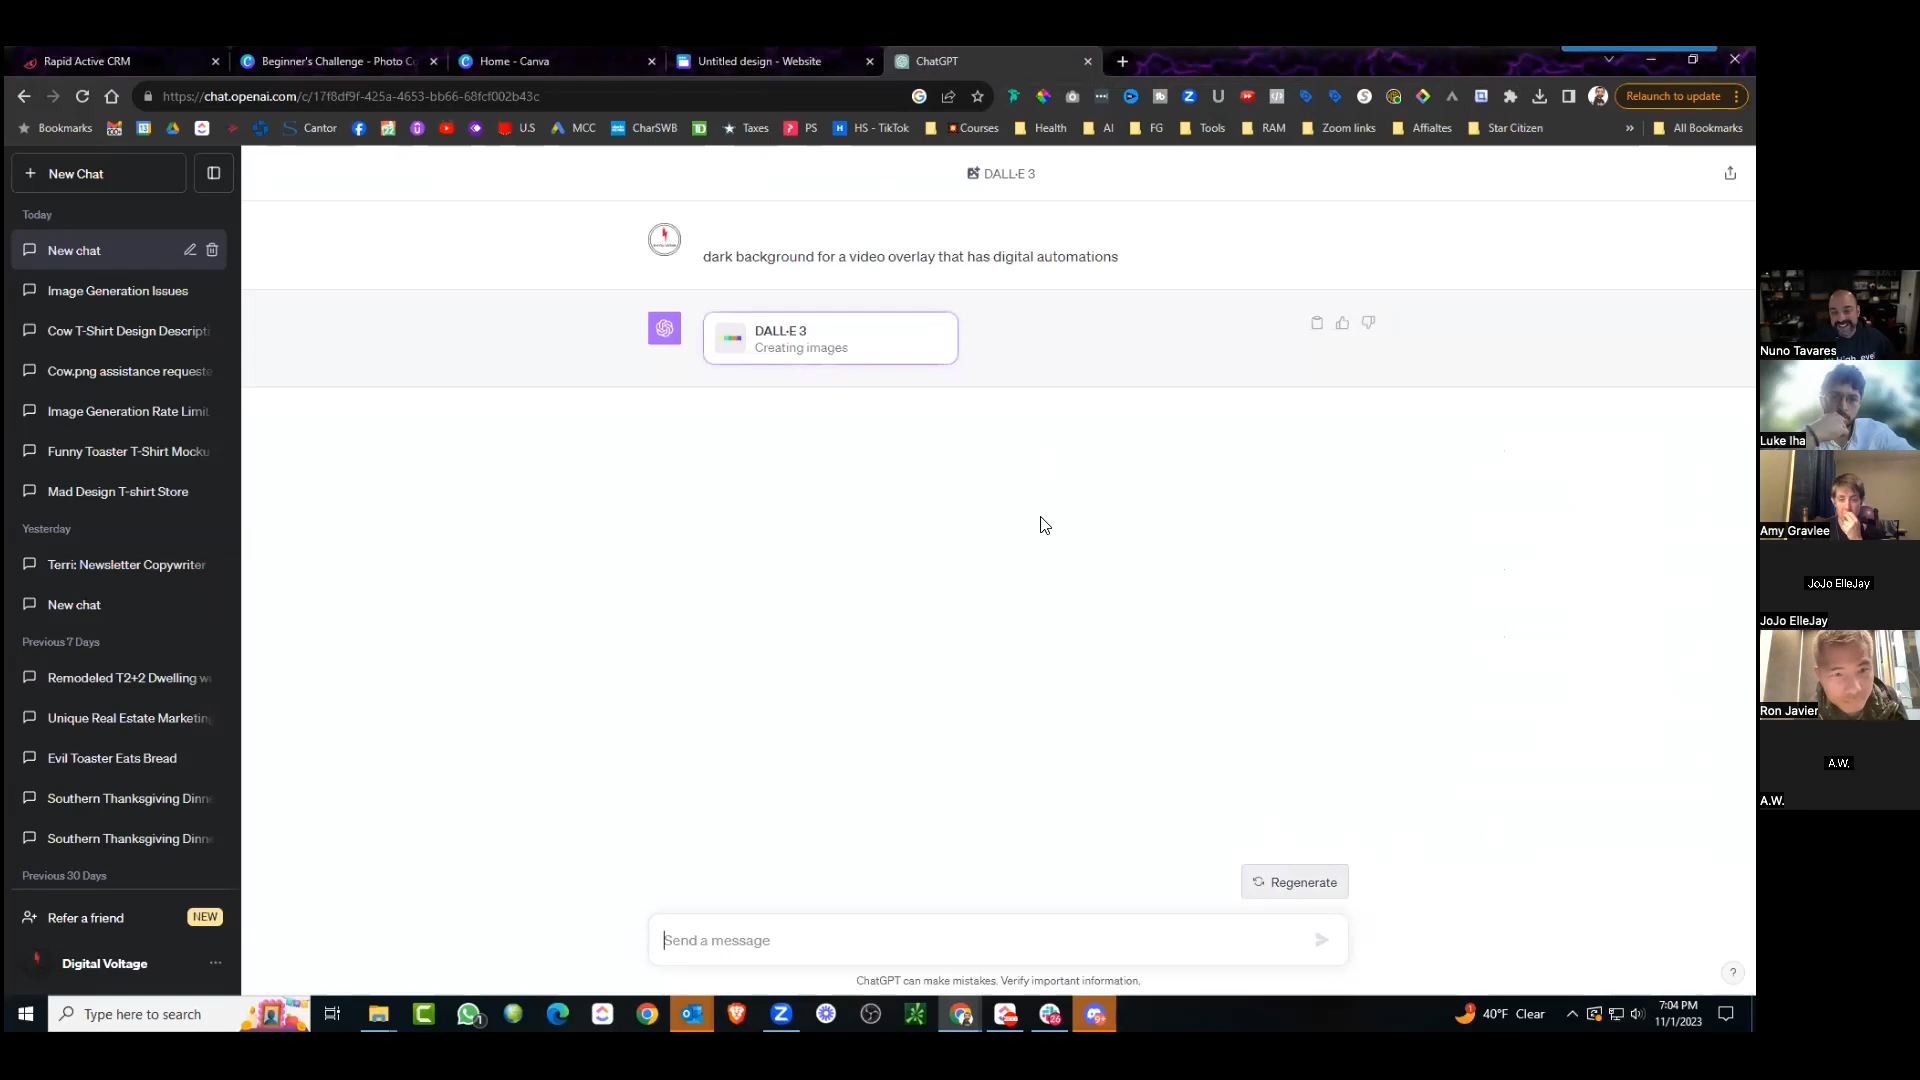 Rapid Active CRM
Beginner's Challenge - Photo Co
Home - Canva
Untitled design - Website
ChatGPT
https://chat.openai.com/c/17f8df9f-425a-4653-bb66-68fcf002b43c
Relaunch to update
Bookmarks
Cantor
U.S
MCC
CharSWB
Taxes
PS
HS - TikTok
Courses
Health
AI
FG
Tools
RAM
Zoom links
Affialtes
Star Citizen
»
All Bookmarks
New Chat
DALL·E 3
Today
New chat
dark background for a video overlay that has digital automations
Image Generation Issues
DALL·E 3
Creating images
Cow T-Shirt Design Descripti
Cow.png assistance requeste
Image Generation Rate Limit
Funny Toaster T-Shirt Mocku
Mad Design T-shirt Store
Yesterday
Terri: Newsletter Copywriter
New chat
Previous 7 Days
Remodeled T2+2 Dwelling w
Unique Real Estate Marketing
Evil Toaster Eats Bread
Southern Thanksgiving Dinne
Southern Thanksgiving Dinne
Previous 30 Days
Regenerate
Refer a friend
NEW
Send a message
Digital Voltage
ChatGPT can make mistakes. Verify important information.
?
Type here to search
40°F Clear
7:04 PM
11/1/2023
Nuno Tavares
Luke Iha
Amy Gravlee
JoJo ElleJay
JoJo ElleJay
Ron Javier
A.W.
A.W.